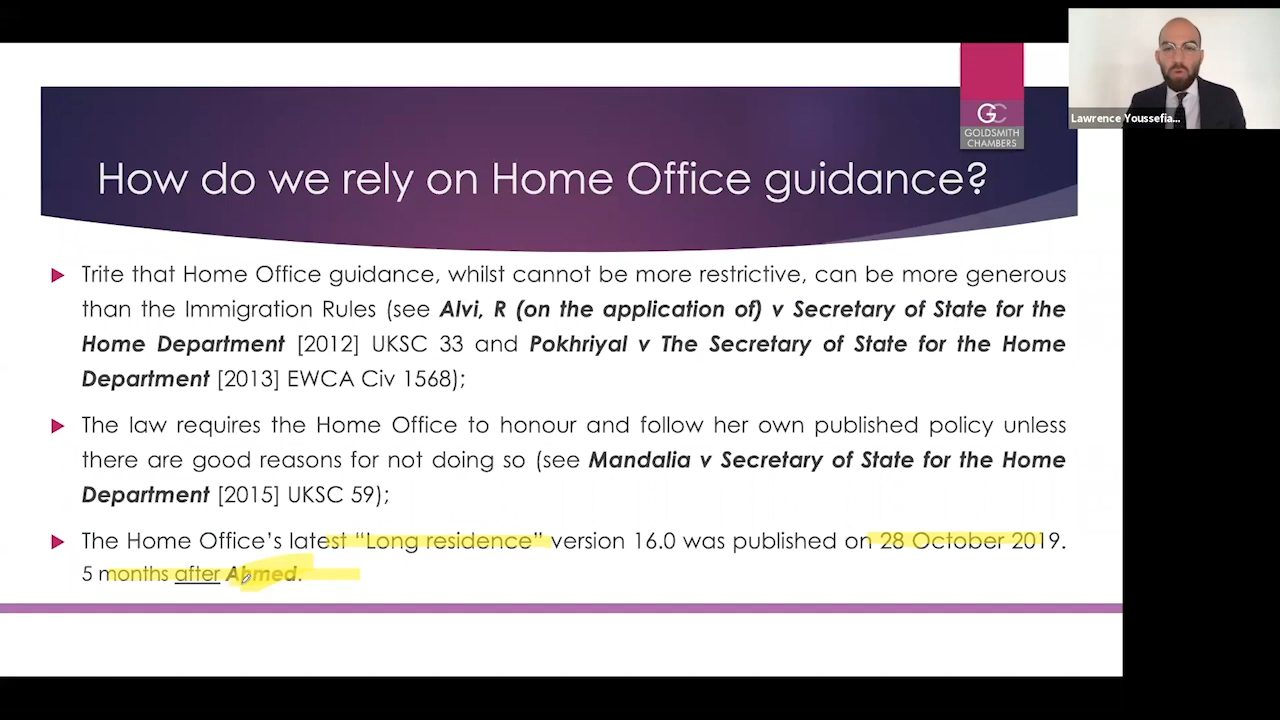 Lawrence Youssefia...
GC
GOLDSMITH
CHAMBERS
How do we rely on Home Office guidance?
Trite that Home Office guidance, whilst cannot be more restrictive, can be more generous
than the Immigration Rules (see Alvi, R (on the application of) v Secretary of State for the
Home Department [2012] UKSC 33 and Pokhriyal v The Secretary of State for the Home
Department [2013] EWCA Civ 1568);
The law requires the Home Office to honour and follow her own published policy unless
there are good reasons for not doing so (see Mandalia v Secretary of State for the Home
Department [2015] UKSC 59);
The Home Office’s latest “Long residence” version 16.0 was published on 28 October 2019.
5 months after Ahmed.